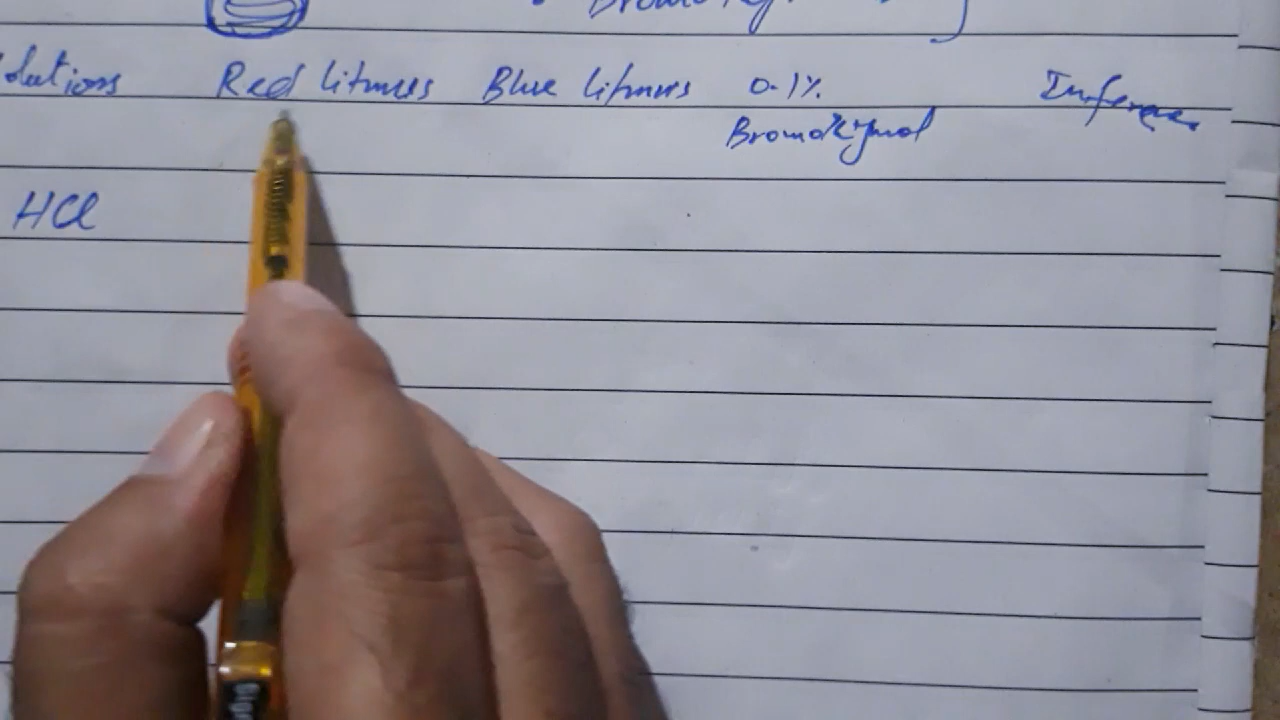 Solutions Red litmus Blue litmus 0.1% Inference
Bromothymol
HCl